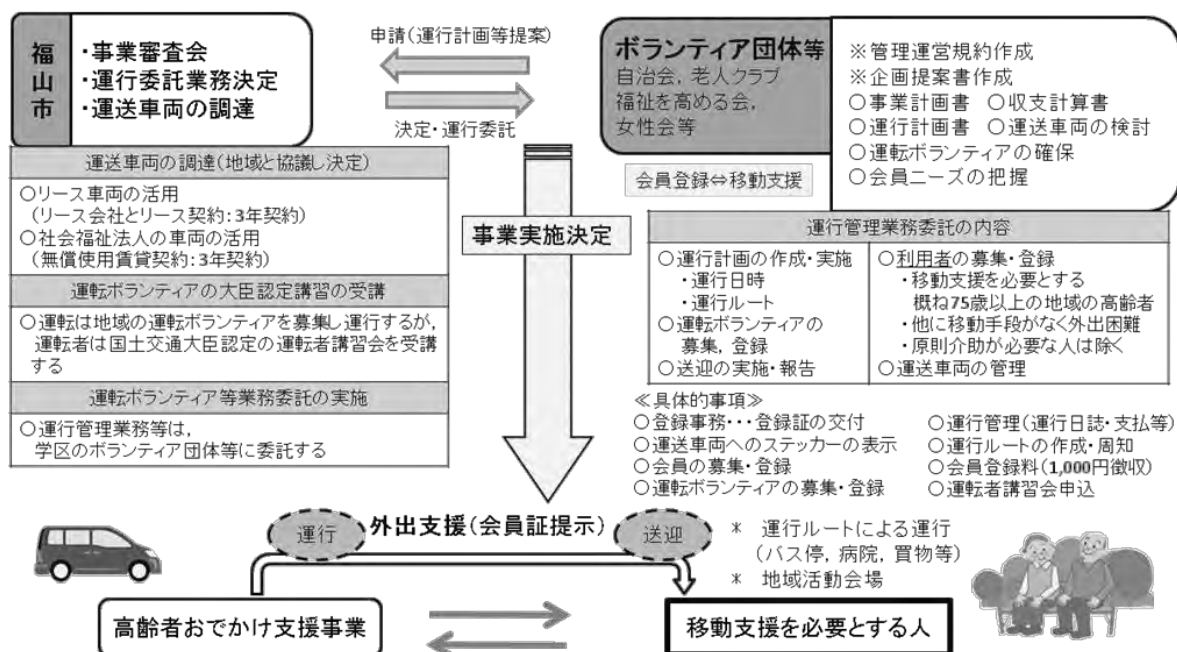 福山市
・事業審査会
・運行委託業務決定
・運送車両の調達
申請(運行計画等提案)
決定・運行委託
ボランティア団体等
自治会，老人クラブ
福祉を高める会，
女性会等
※管理運営規約作成
※企画提案書作成
○事業計画書　○収支計算書
○運行計画書　○運送車両の検討
○運転ボランティアの確保
○会員ニーズの把握
会員登録⇔移動支援
運送車両の調達(地域と協議し決定)
○リース車両の活用
(リース会社とリース契約：3年契約)
○社会福祉法人の車両の活用
(無償使用賃貸契約：3年契約)
運転ボランティアの大臣認定講習の受講
○運転は地域の運転ボランティアを募集し運行するが，
運転者は国土交通大臣認定の運転者講習会を受講
する
運転ボランティア等業務委託の実施
○運行管理業務等は，
学区のボランティア団体等に委託する
事業実施決定
運行管理業務委託の内容
○運行計画の作成・実施
・運行日時
・運行ルート
○運転ボランティアの
募集，登録
○送迎の実施・報告
○利用者の募集・登録
・移動支援を必要とする
概ね75歳以上の地域の高齢者
・他に移動手段がなく外出困難
・原則介助が必要な人は除く
○運送車両の管理
≪具体的事項≫
○登録事務・・・登録証の交付
○運送車両へのステッカーの表示
○会員の募集・登録
○運転ボランティアの募集・登録
○運行管理(運行日誌・支払等)
○運行ルートの作成・周知
○会員登録料(1,000円徴収)
○運転者講習会申込
運行
外出支援(会員証提示)
送迎
＊　運行ルートによる運行
(バス停，病院，買物等)
＊　地域活動会場
高齢者おでかけ支援事業
移動支援を必要とする人